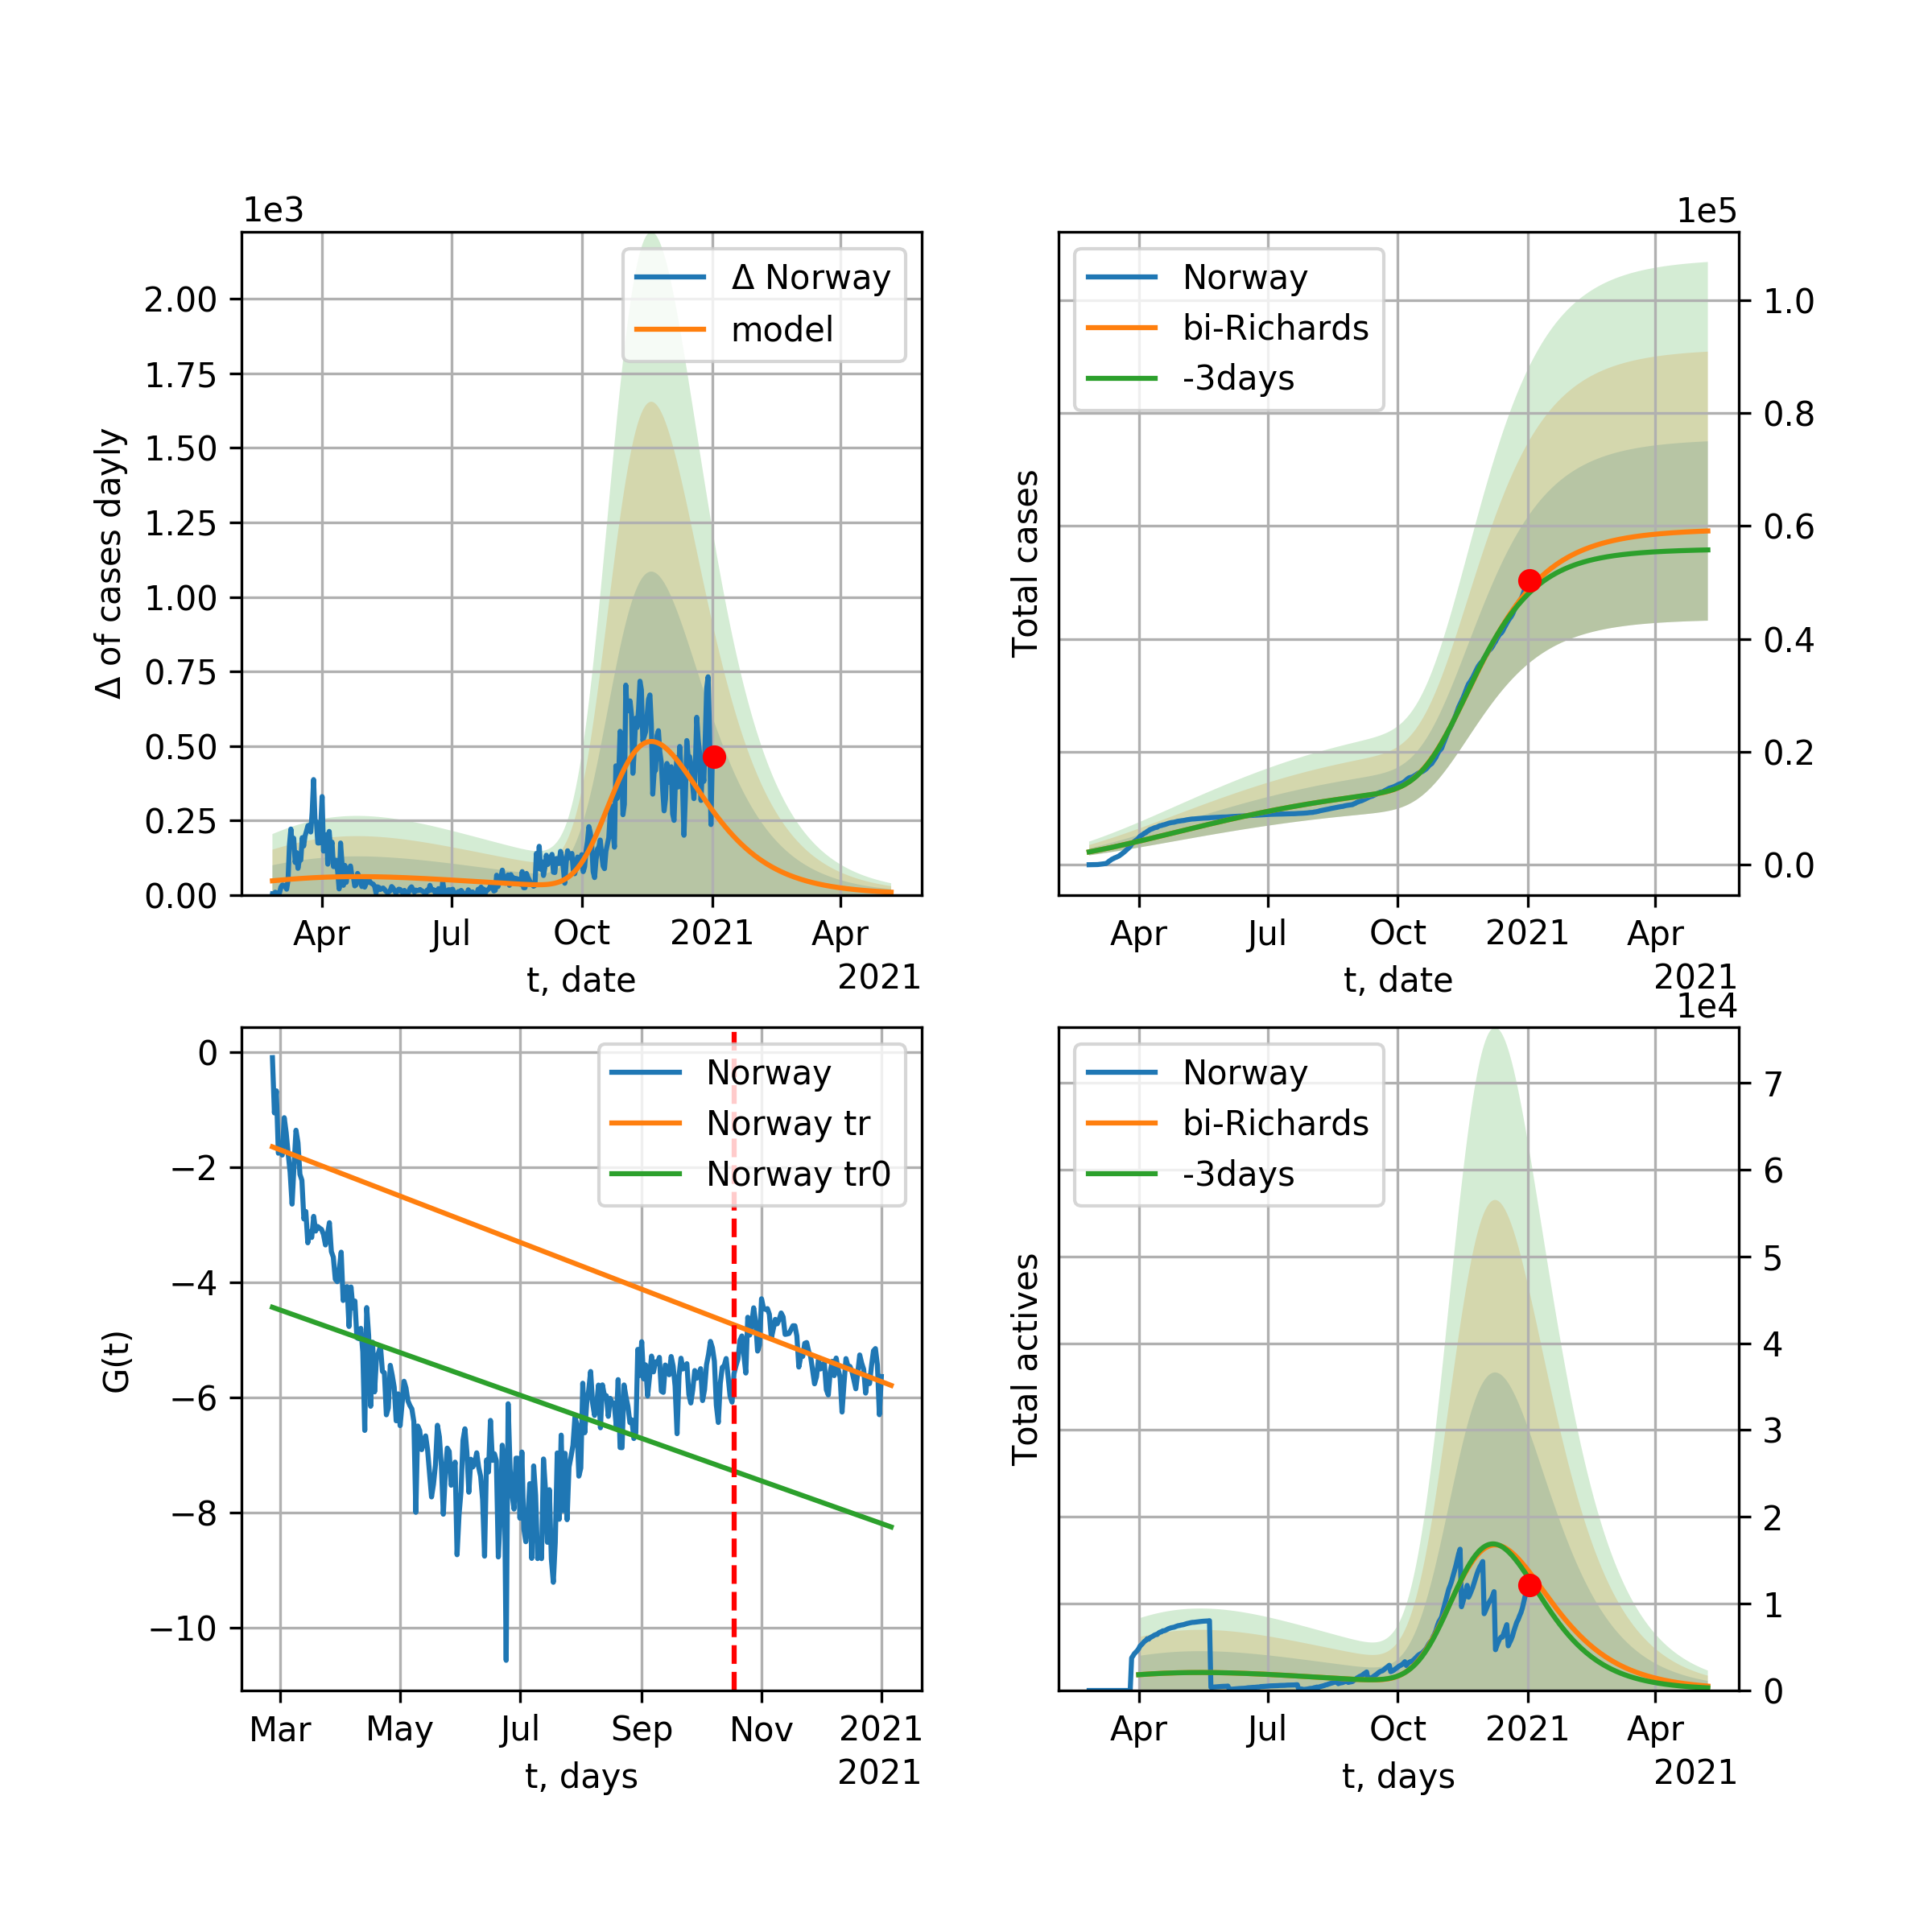 1e3
Δ of cases dayly
2.00
1.75
1.50
1.25
1.00
0.75
0.50
0.25
0.00
Δ Norway
model
Apr Jul Oct 2021 Apr
t, date
2021
1e5
Total cases
Norway
bi-Richards
-3days
1.0
0.8
0.6
0.4
0.2
0.0
Apr Jul Oct 2021 Apr
t, date
2021
G(t)
0
−2
−4
−6
−8
−10
Norway
Norway tr
Norway tr0
Mar May Jul Sep Nov 2021
t, days
2021
1e4
Total actives
Norway
bi-Richards
-3days
7
6
5
4
3
2
1
0
Apr Jul Oct 2021 Apr
t, days
2021